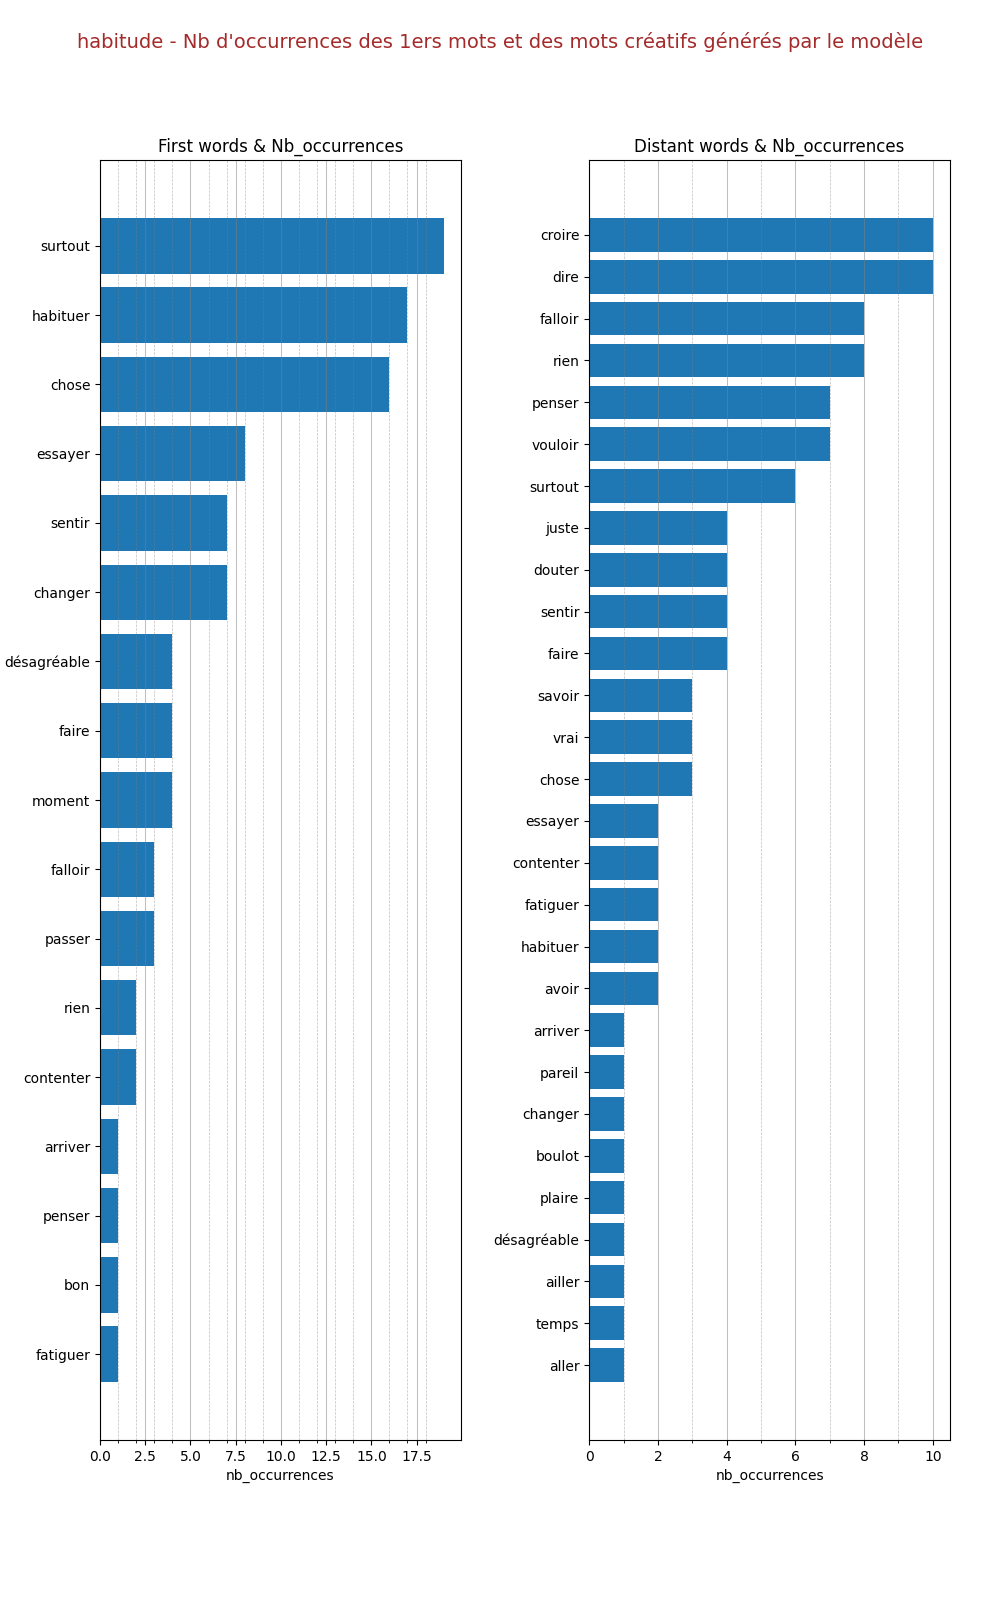 habitude - Nb d'occurrences des 1ers mots et des mots créatifs générés par le modèle
First words & Nb_occurrences
surtout
habituer
chose
essayer
sentir
changer
désagréable
faire
moment
falloir
passer
rien
contenter
arriver
penser
bon
fatiguer
0.0 2.5 5.0 7.5 10.0 12.5 15.0 17.5
nb_occurrences
Distant words & Nb_occurrences
croire
dire
falloir
rien
penser
vouloir
surtout
juste
douter
sentir
faire
savoir
vrai
chose
essayer
contenter
fatiguer
habituer
avoir
arriver
pareil
changer
boulot
plaire
désagréable
ailler
temps
aller
0 2 4 6 8 10
nb_occurrences